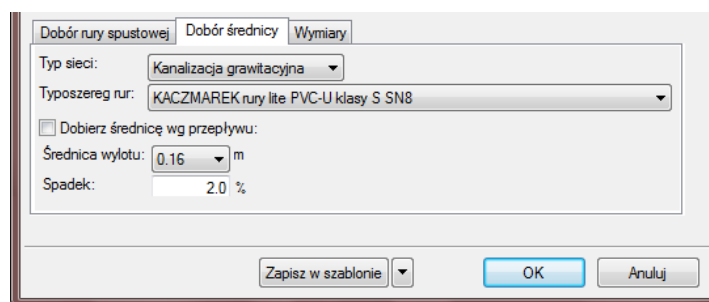 Dobór rury spustowej Dobór średnicy Wymiary
Typ sieci: Kanalizacja grawitacyjna
Typoszereg rur: KACZMAREK rury lite PVC-U klasy S SN8
Dobierz średnicę wg przepływu:
Średnica wylotu: 0.16 m
Spadek: 2.0 %
Zapisz w szablonie OK Anuluj